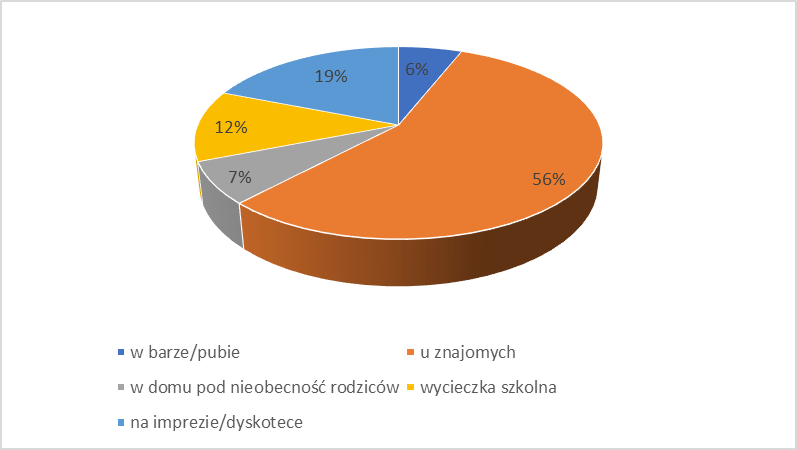 6%
19%
12%
7%
56%
w barze/pubie
u znajomych
w domu pod nieobecność rodziców
wycieczka szkolna
na imprezie/dyskotece